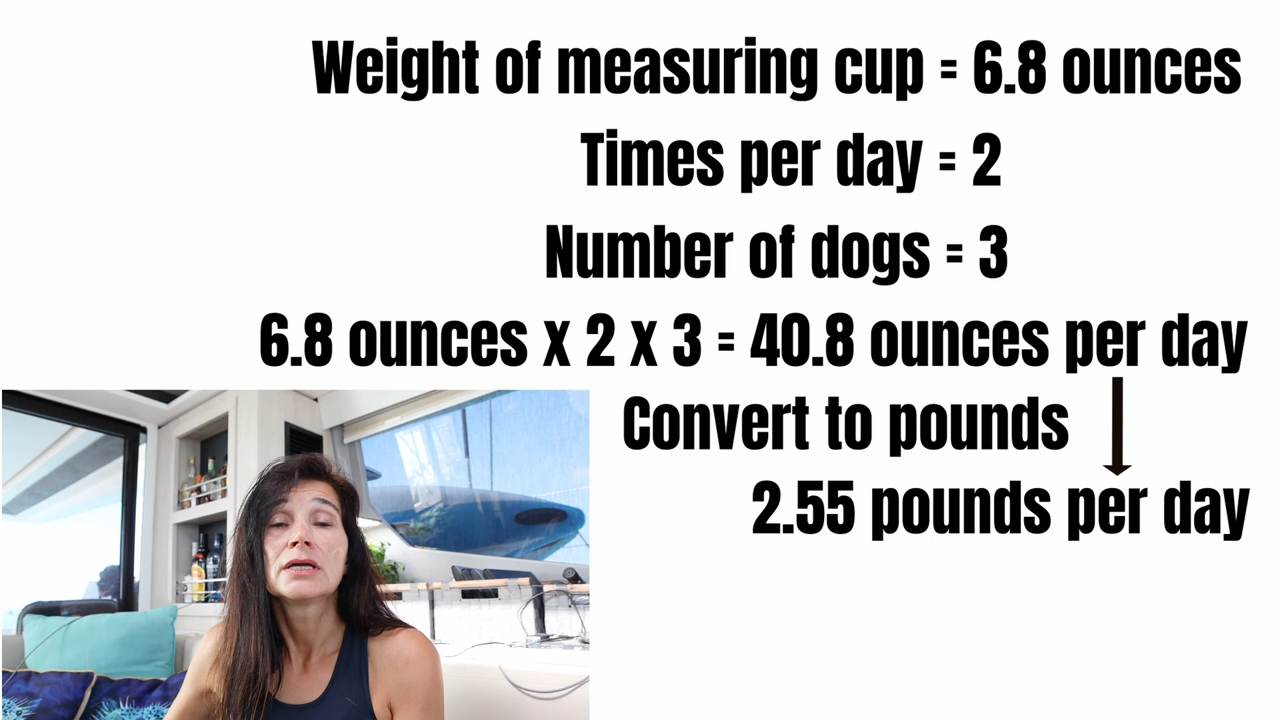 Weight of measuring cup = 6.8 ounces
Times per day = 2
Number of dogs = 3
6.8 ounces x 2 x 3 = 40.8 ounces per day
Convert to pounds
2.55 pounds per day